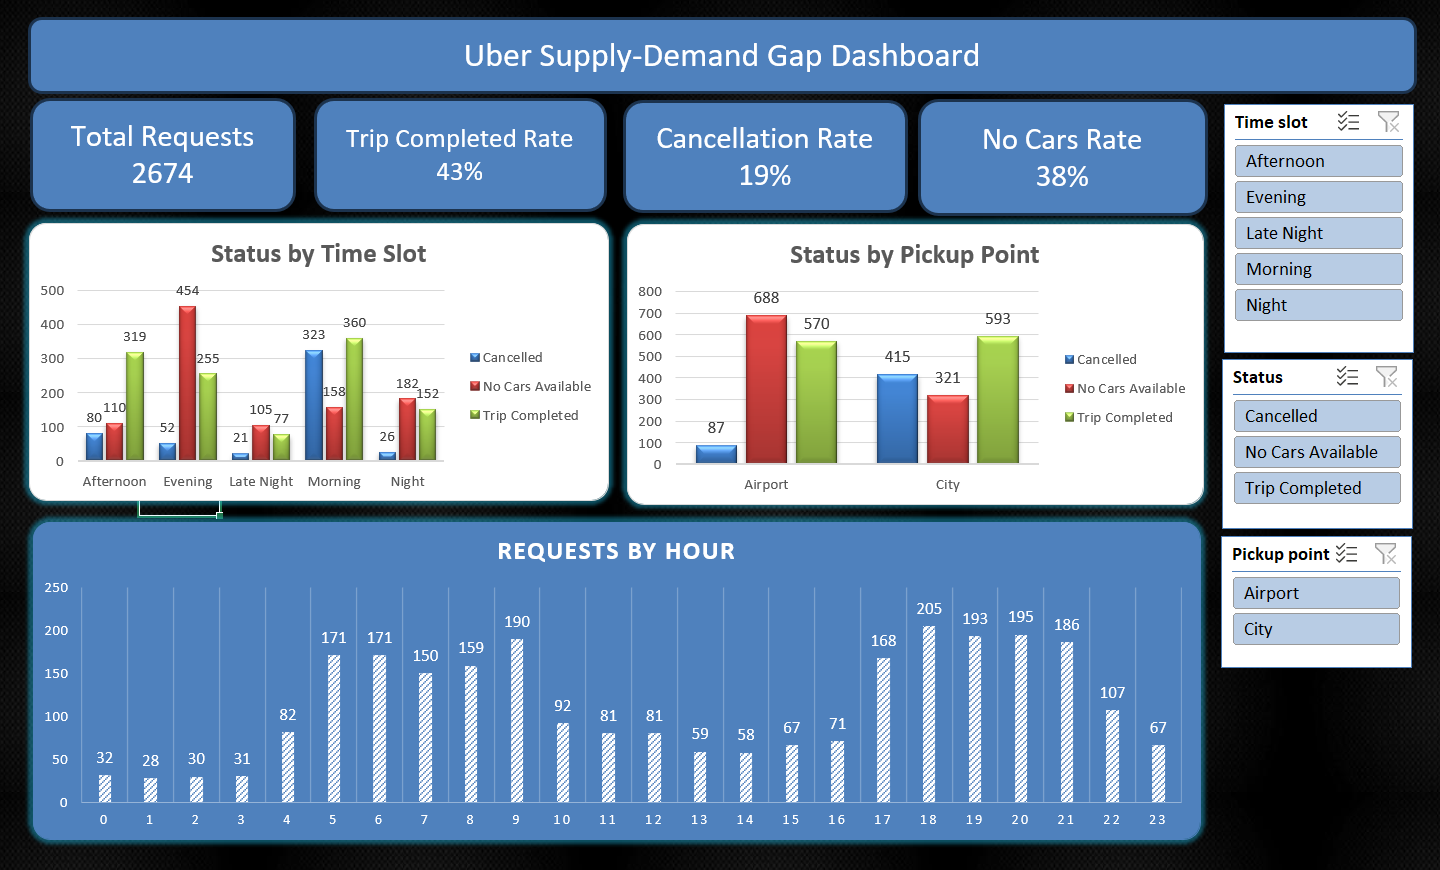 Uber Supply-Demand Gap Dashboard
Total Requests
2674
Trip Completed Rate
43%
Cancellation Rate
19%
No Cars Rate
38%
Time slot
Afternoon
Evening
Late Night
Morning
Night
Status by Time Slot
500
400
300
200
100
0
80 110 319
52 454 255
21 105 77
323 158 360
26 182 152
Afternoon Evening Late Night Morning Night
Cancelled
No Cars Available
Trip Completed
Status by Pickup Point
800
700
600
500
400
300
200
100
0
87 688 570
415 321 593
Airport City
Cancelled
No Cars Available
Trip Completed
Status
Cancelled
No Cars Available
Trip Completed
Pickup point
Airport
City
REQUESTS BY HOUR
250
200
150
100
50
0
32 28 30 31 82 171 171 150 159 190 92 81 81 59 58 67 71 168 205 193 195 186 107 67
0 1 2 3 4 5 6 7 8 9 10 11 12 13 14 15 16 17 18 19 20 21 22 23